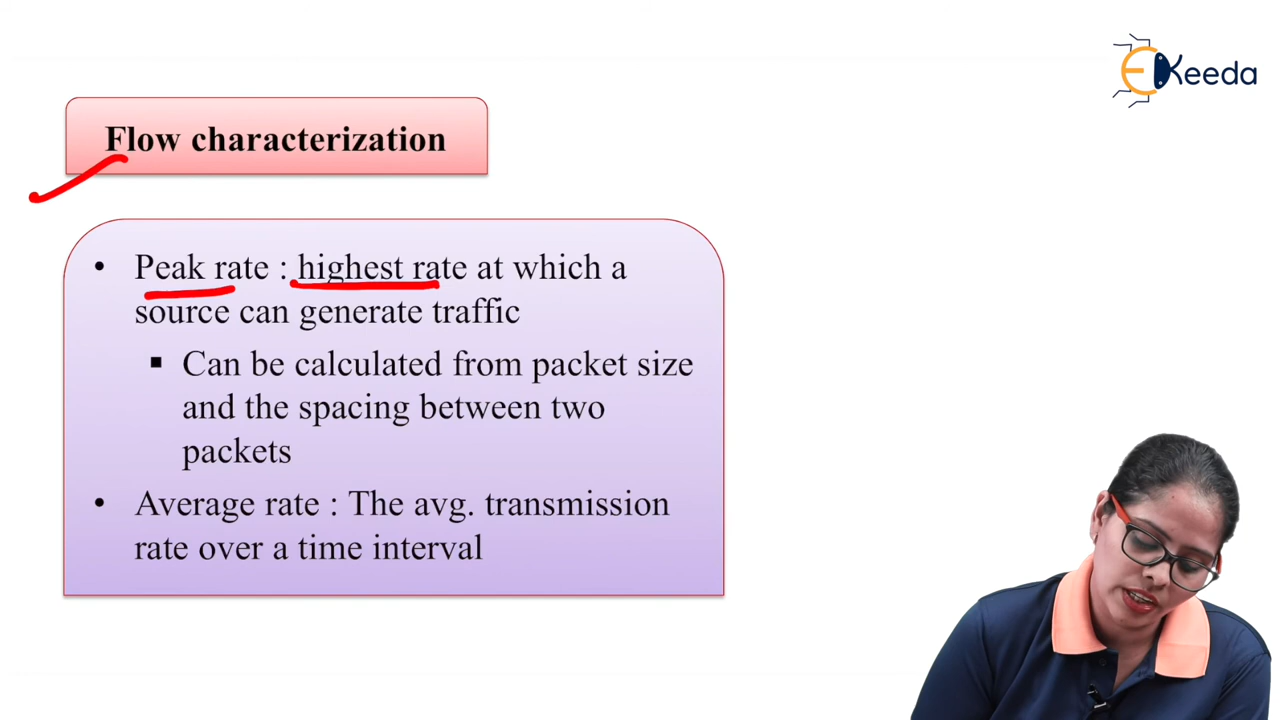 EKeeda
Flow characterization
• Peak rate : highest rate at which a
source can generate traffic
▪ Can be calculated from packet size
and the spacing between two
packets
• Average rate : The avg. transmission
rate over a time interval